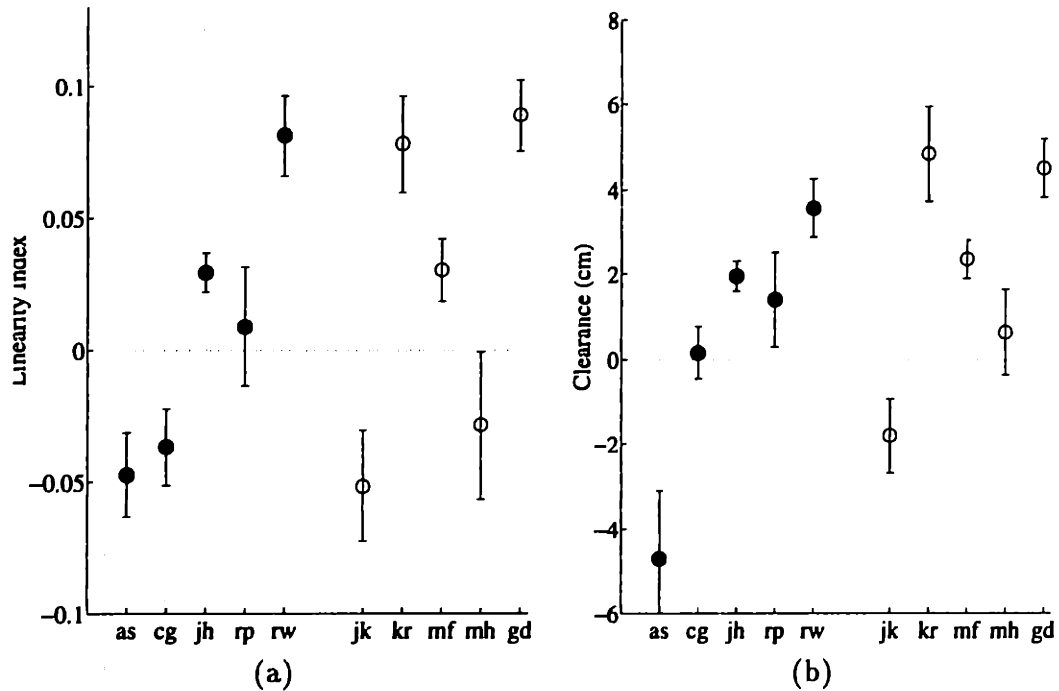 Linearity Index
0.1
0.05
0
−0.05
−0.1
as cg jh rp rw jk kr mf mh gd
(a)
Clearance (cm)
8
6
4
2
0
−2
−4
−6
as cg jh rp rw jk kr mf mh gd
(b)